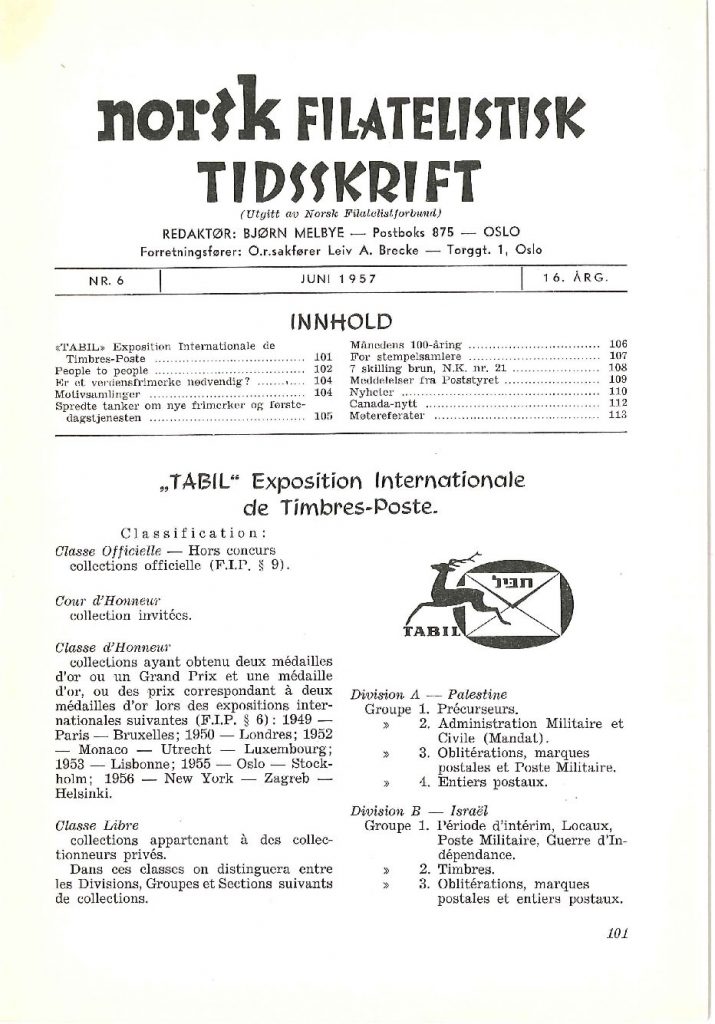 norsk FILATELISTISK
TIDSSKRIFT
(Utgitt av Norsk Filatelistforbund)
REDAKTØR: BJØRN MELBYE — Postboks 875 — OSLO
Forretningsfører: O.r.sakfører Leiv A. Brecke — Torggt. 1, Oslo
NR. 6
JUNI 1957
16. ÅRG.
INNHOLD
«TABIL» Exposition Internationale de
Timbres-Poste .................... 101
People to people .................... 102
Er et verdensfrimerke nødvendig? .......... 104
Motivsamlinger .................... 104
Spredte tanker om nye frimerker og første-
dagstjenesten .................... 105
Månedens 100-åring .................... 106
For stempelsamlere .................... 107
7 skilling brun, N.K. nr. 21 .................... 108
Meddelelser fra Poststyret .................... 109
Nyheter .................... 110
Canada-nytt .................... 112
Møtereferater .................... 113
„TABIL“ Exposition Internationale
de Timbres-Poste.
Classification:
Classe Officielle — Hors concurs
collections officielle (F.I.P. § 9).
Cour d'Honneur
collection invitées.
Classe d'Honneur
collections ayant obtenu deux médailles
d'or ou un Grand Prix et une médaille
d'or, ou des prix correspondant à deux
médailles d'or lors des expositions inter-
nationales suivantes (F.I.P. § 6): 1949 —
Paris — Bruxelles; 1950 — Londres; 1952
— Monaco — Utrecht — Luxembourg;
1953 — Lisbonne; 1955 — Oslo — Stock-
holm; 1956 — New York — Zagreb —
Helsinki.
Classe Libre
collections appartenant à des collec-
tionneurs privés.
Dans ces classes on distinguera entre
les Divisions, Groupes et Sections suivants
de collections.
תביל
TABIL
Division A — Palestine
Groupe 1. Précurseurs.
» 2. Administration Militaire et
Civile (Mandat).
» 3. Oblitérations, marques
postales et Poste Militaire.
» 4. Entiers postaux.
Division B — Israël
Groupe 1. Période d'intérim, Locaux,
Poste Militaire, Guerre d'In-
dépendance.
» 2. Timbres.
» 3. Oblitérations, marques
postales et entiers postaux.
101